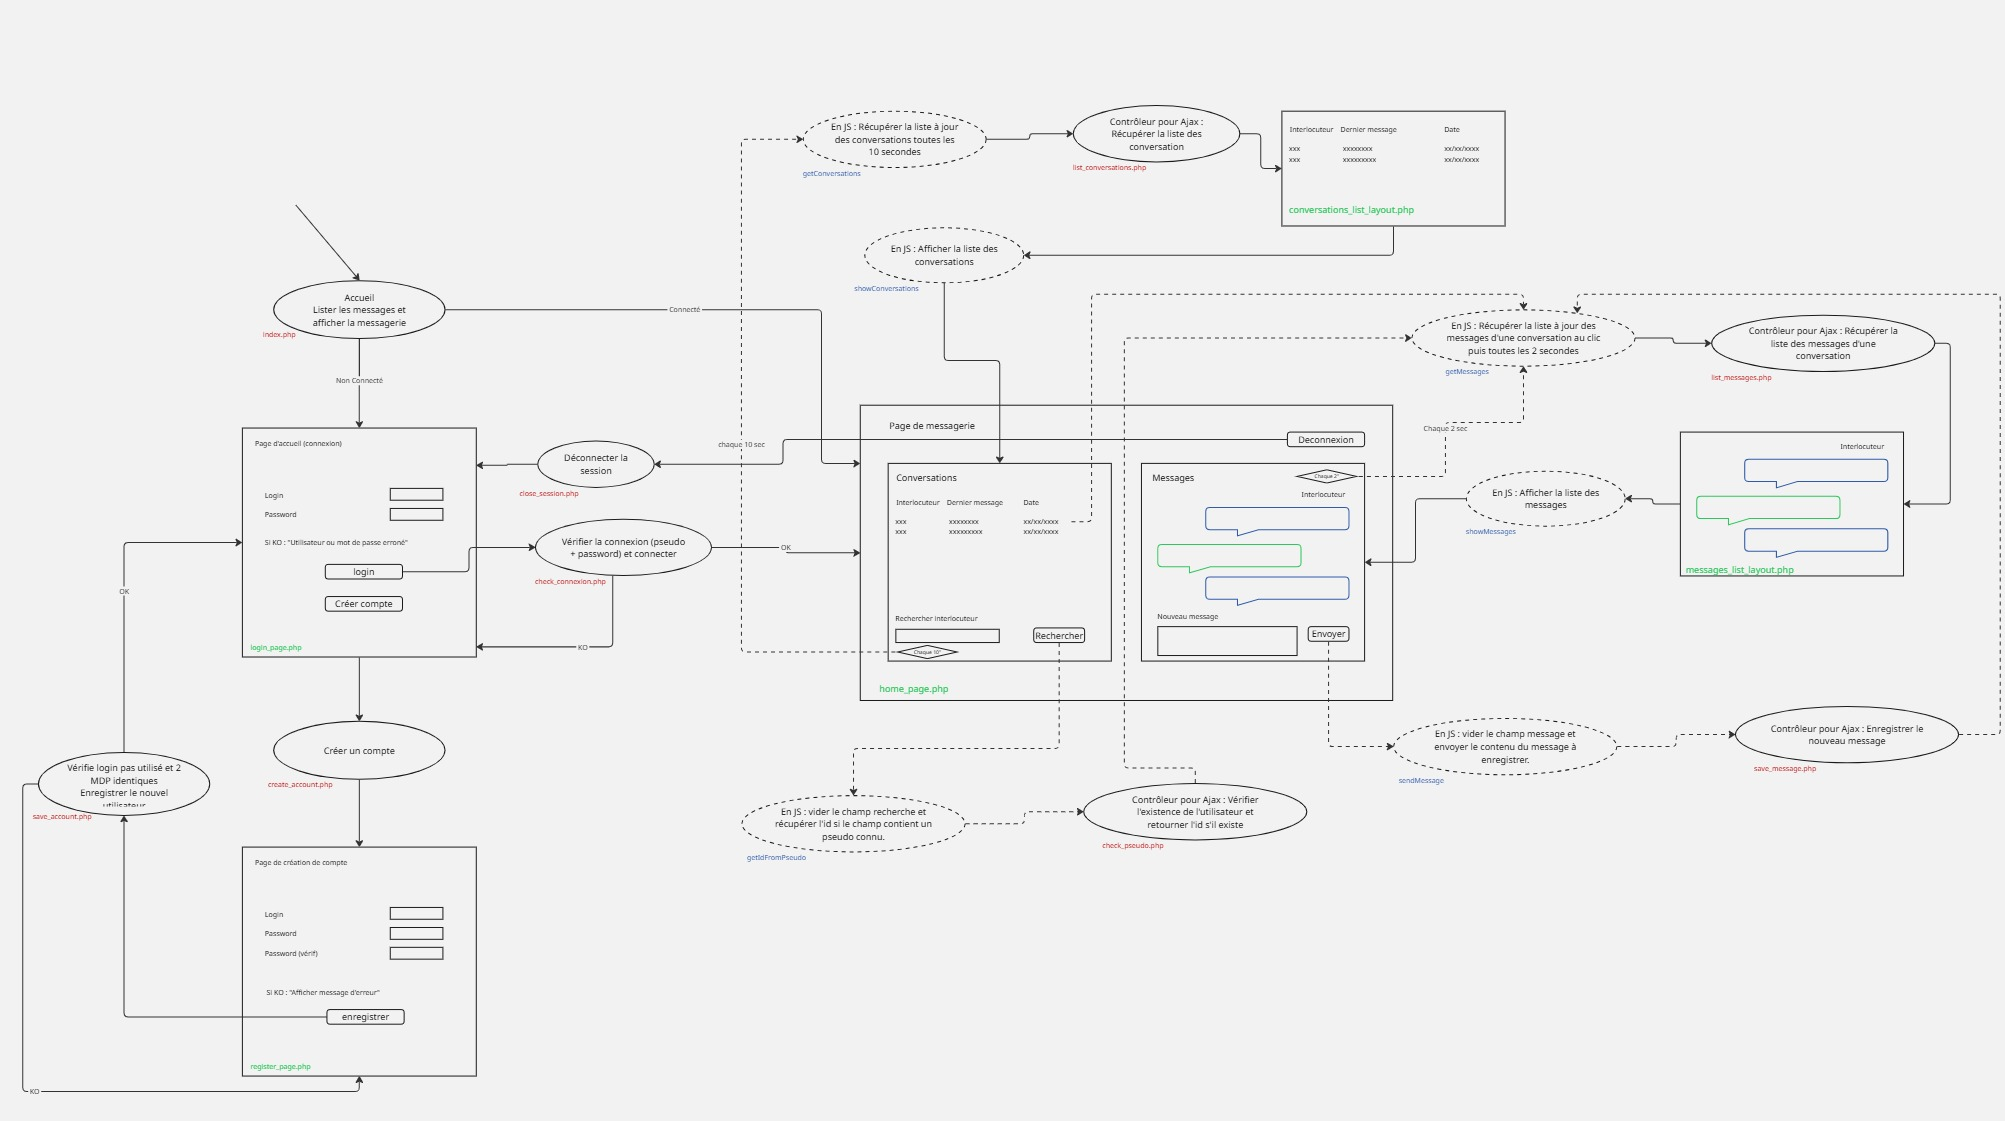 En JS : Récupérer la liste à jour
des conversations toutes les
10 secondes
getConversations
Contrôleur pour Ajax :
Récupérer la liste des
conversation
list_conversations.php
Interlocuteur Dernier message Date
xxx xxxxxxxx xx/xx/xxxx
xxx xxxxxxxxx xx/xx/xxxx
conversations_list_layout.php
En JS : Afficher la liste des
conversations
showConversations
Accueil
Lister les messages et
afficher la messagerie
index.php
Connecté
Non Connecté
En JS : Récupérer la liste à jour des
messages d'une conversation au clic
puis toutes les 2 secondes
getMessages
Contrôleur pour Ajax : Récupérer la
liste des messages d'une
conversation
list_messages.php
Page d'accueil (connexion)
Login
Password
Si KO : "Utilisateur ou mot de passe erroné"
login
Créer compte
login_page.php
Déconnecter la
session
close_session.php
chaque 10 sec
Vérifier la connexion (pseudo
+ password) et connecter
check_connexion.php
OK
KO
Page de messagerie
Deconnexion
Conversations
Interlocuteur Dernier message Date
xxx xxxxxxxx xx/xx/xxxx
xxx xxxxxxxxx xx/xx/xxxx
Rechercher interlocuteur
Rechercher
Chaque 10"
home_page.php
Messages
Chaque 2"
Interlocuteur
Nouveau message
Envoyer
Chaque 2 sec
En JS : Afficher la liste des
messages
showMessages
Interlocuteur
messages_list_layout.php
OK
Créer un compte
create_account.php
Vérifie login pas utilisé et 2
MDP identiques
Enregistrer le nouvel
utilisateur
save_account.php
En JS : vider le champ message et
envoyer le contenu du message à
enregistrer.
sendMessage
Contrôleur pour Ajax : Enregistrer le
nouveau message
save_message.php
En JS : vider le champ recherche et
récupérer l'id si le champ contient un
pseudo connu.
getIdFromPseudo
Contrôleur pour Ajax : Vérifier
l'existence de l'utilisateur et
retourner l'id s'il existe
check_pseudo.php
Page de création de compte
Login
Password
Password (vérif)
Si KO : "Afficher message d'erreur"
enregistrer
register_page.php
KO